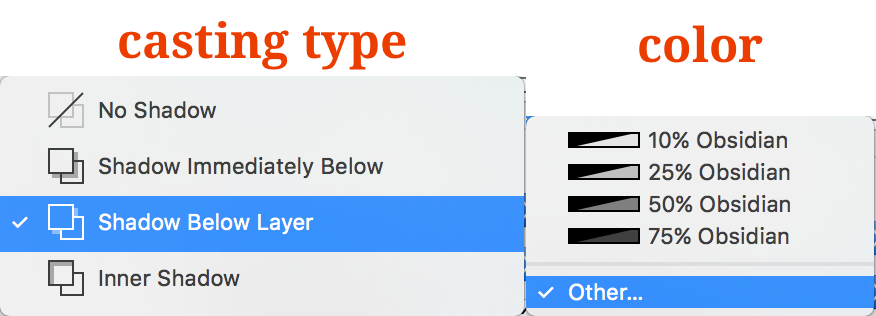 casting type
No Shadow
Shadow Immediately Below
Shadow Below Layer
Inner Shadow
color
10% Obsidian
25% Obsidian
50% Obsidian
75% Obsidian
Other...